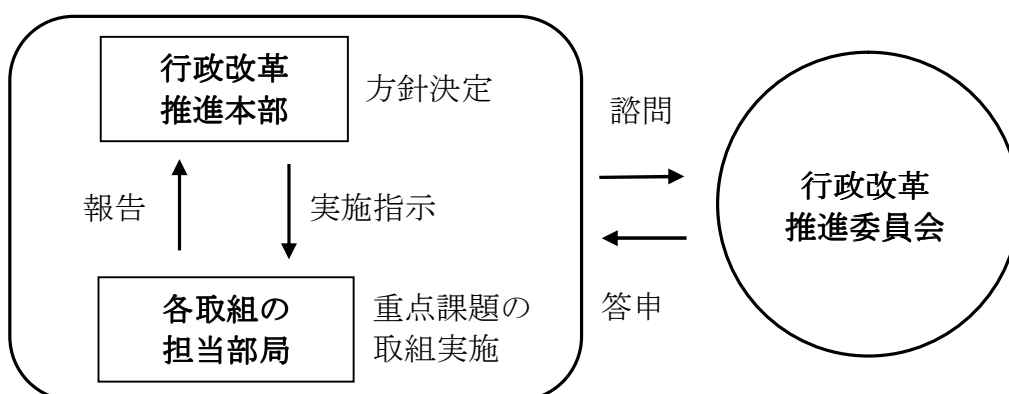 行政改革
推進本部
方針決定
報告
実施指示
各取組の
担当部局
重点課題の
取組実施
諮問
答申
行政改革
推進委員会